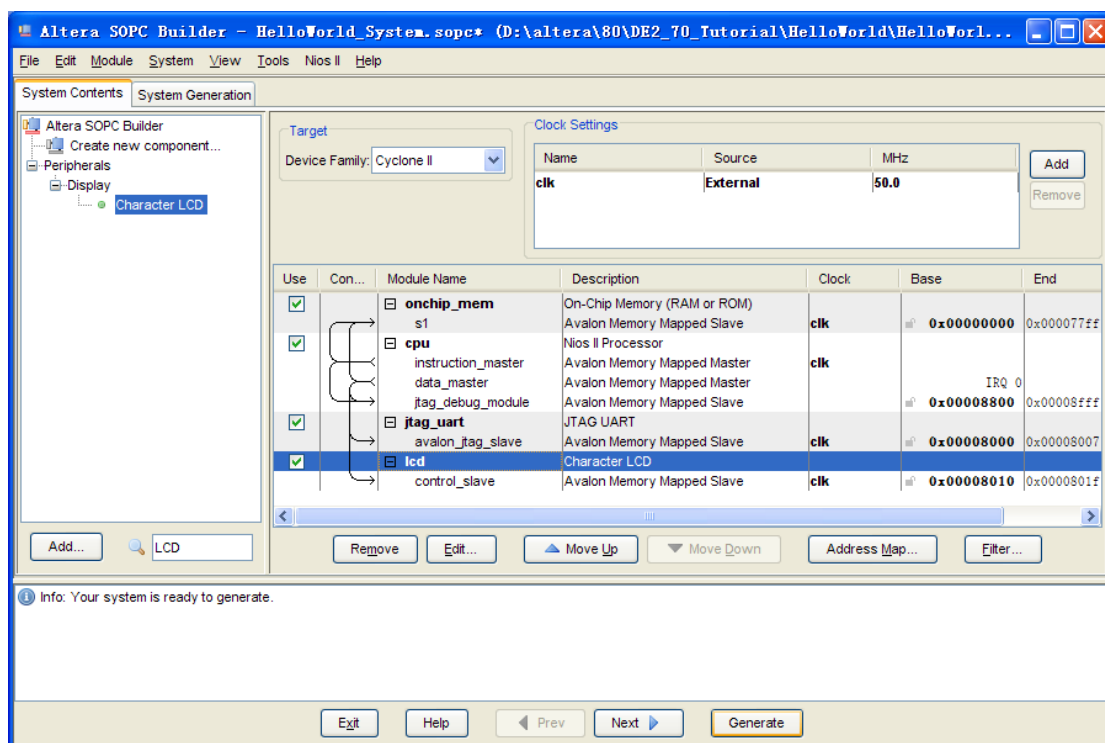 Altera SOPC Builder - HelloWorld_System.sopc* (D:\altera\80\DE2_70_Tutorial\HelloWorld\HelloWorl...
File Edit Module System View Tools Nios II Help
System Contents System Generation
Altera SOPC Builder
Create new component...
Peripherals
Display
Character LCD
Target
Device Family: Cyclone II
Clock Settings
Name Source MHz
clk External 50.0
Add
Remove
Use Con... Module Name Description Clock Base End
onchip_mem On-Chip Memory (RAM or ROM)
s1 Avalon Memory Mapped Slave clk 0x00000000 0x000077ff
cpu Nios II Processor
instruction_master Avalon Memory Mapped Master clk
data_master Avalon Memory Mapped Master IRQ 0
jtag_debug_module Avalon Memory Mapped Slave 0x00008800 0x00008fff
jtag_uart JTAG UART
avalon_jtag_slave Avalon Memory Mapped Slave clk 0x00008000 0x00008007
lcd Character LCD
control_slave Avalon Memory Mapped Slave clk 0x00008010 0x0000801f
Add... LCD
Remove Edit... Move Up Move Down Address Map... Filter...
Info: Your system is ready to generate.
Exit Help Prev Next Generate